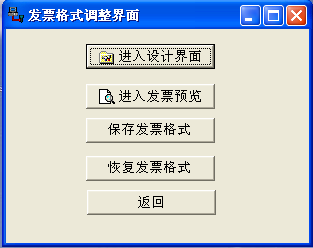 发票格式调整界面
进入设计界面
进入发票预览
保存发票格式
恢复发票格式
返回